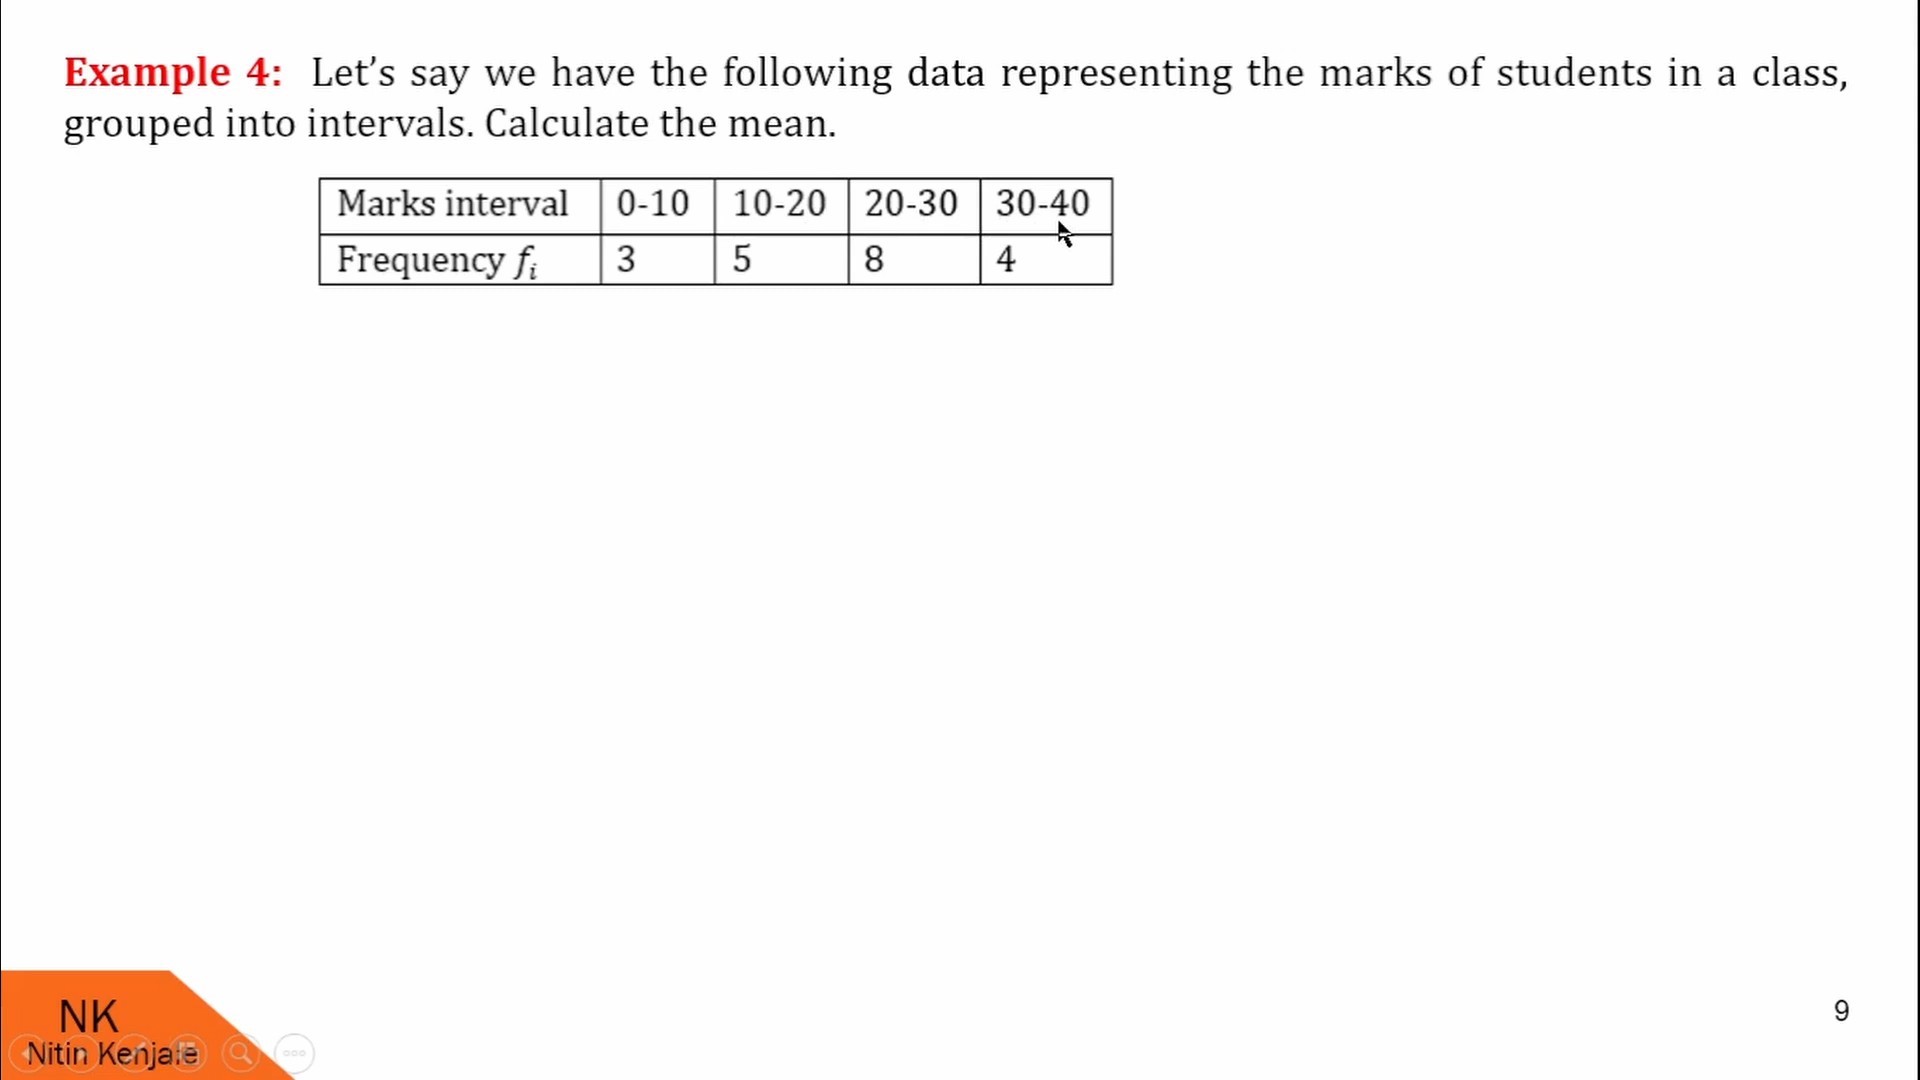 Example 4: Let’s say we have the following data representing the marks of students in a class,
grouped into intervals. Calculate the mean.
Marks interval 0-10 10-20 20-30 30-40
Frequency fᵢ 3 5 8 4
NK
Nitin Kenjale
9